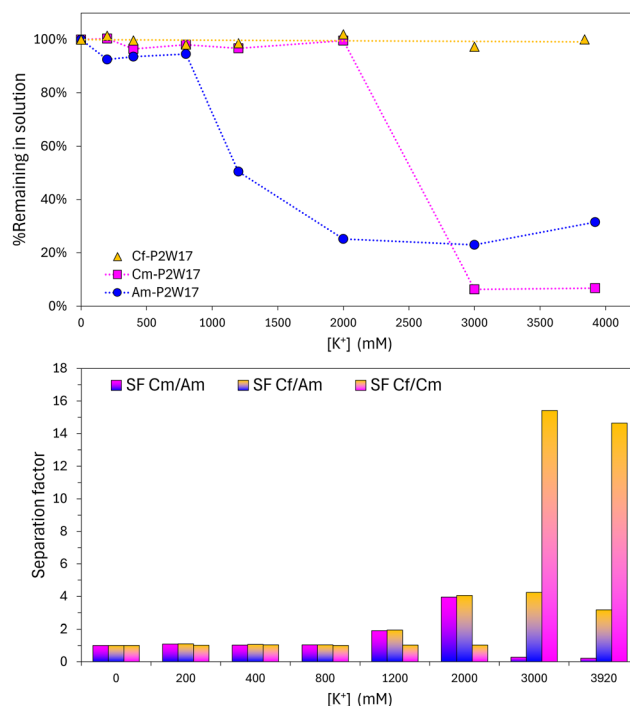 100%
80%
60%
40%
20%
0%
%Remaining in solution
Cf-P2W17
Cm-P2W17
Am-P2W17
0 500 1000 1500 2000 2500 3000 3500 4000
[K⁺] (mM)
18
16
14
12
10
8
6
4
2
0
Separation factor
SF Cm/Am SF Cf/Am SF Cf/Cm
0 200 400 800 1200 2000 3000 3920
[K⁺] (mM)